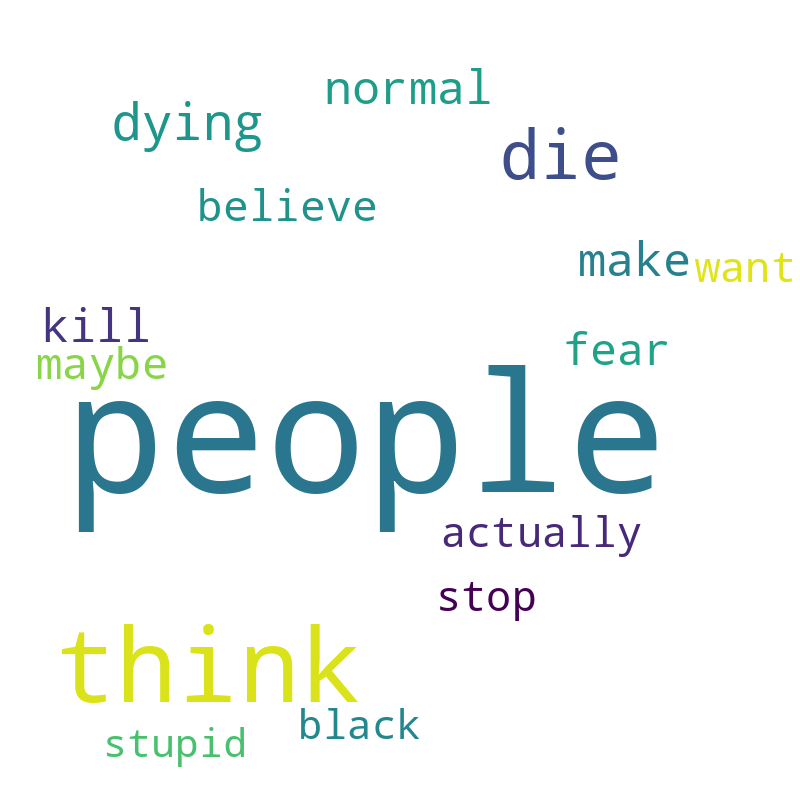 normal
dying
die
believe
make
want
kill
fear
maybe
people
actually
stop
think
black
stupid